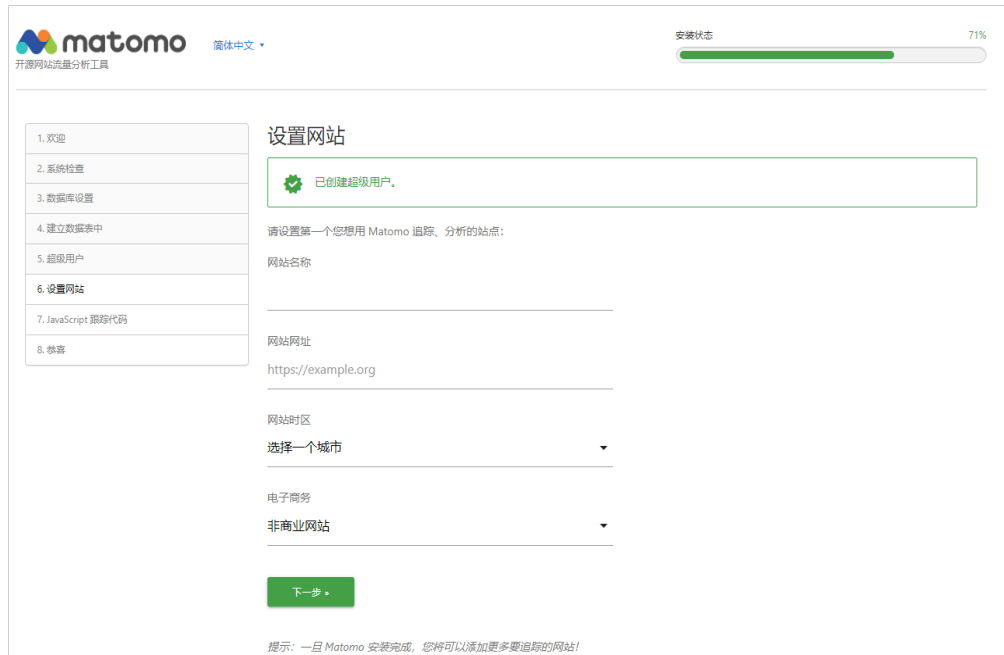 matomo
简体中文
安装状态
71%
开源网站流量分析工具
1. 欢迎
2. 系统检查
3. 数据库设置
4. 建立数据表中
5. 超级用户
6. 设置网站
7. JavaScript 跟踪代码
8. 恭喜
设置网站
已创建超级用户。
请设置第一个您想用 Matomo 追踪、分析的站点：
网站名称
网站网址
https://example.org
网站时区
选择一个城市
电子商务
非商业网站
下一步 »
提示：一旦 Matomo 安装完成，您将可以添加更多要追踪的网站！